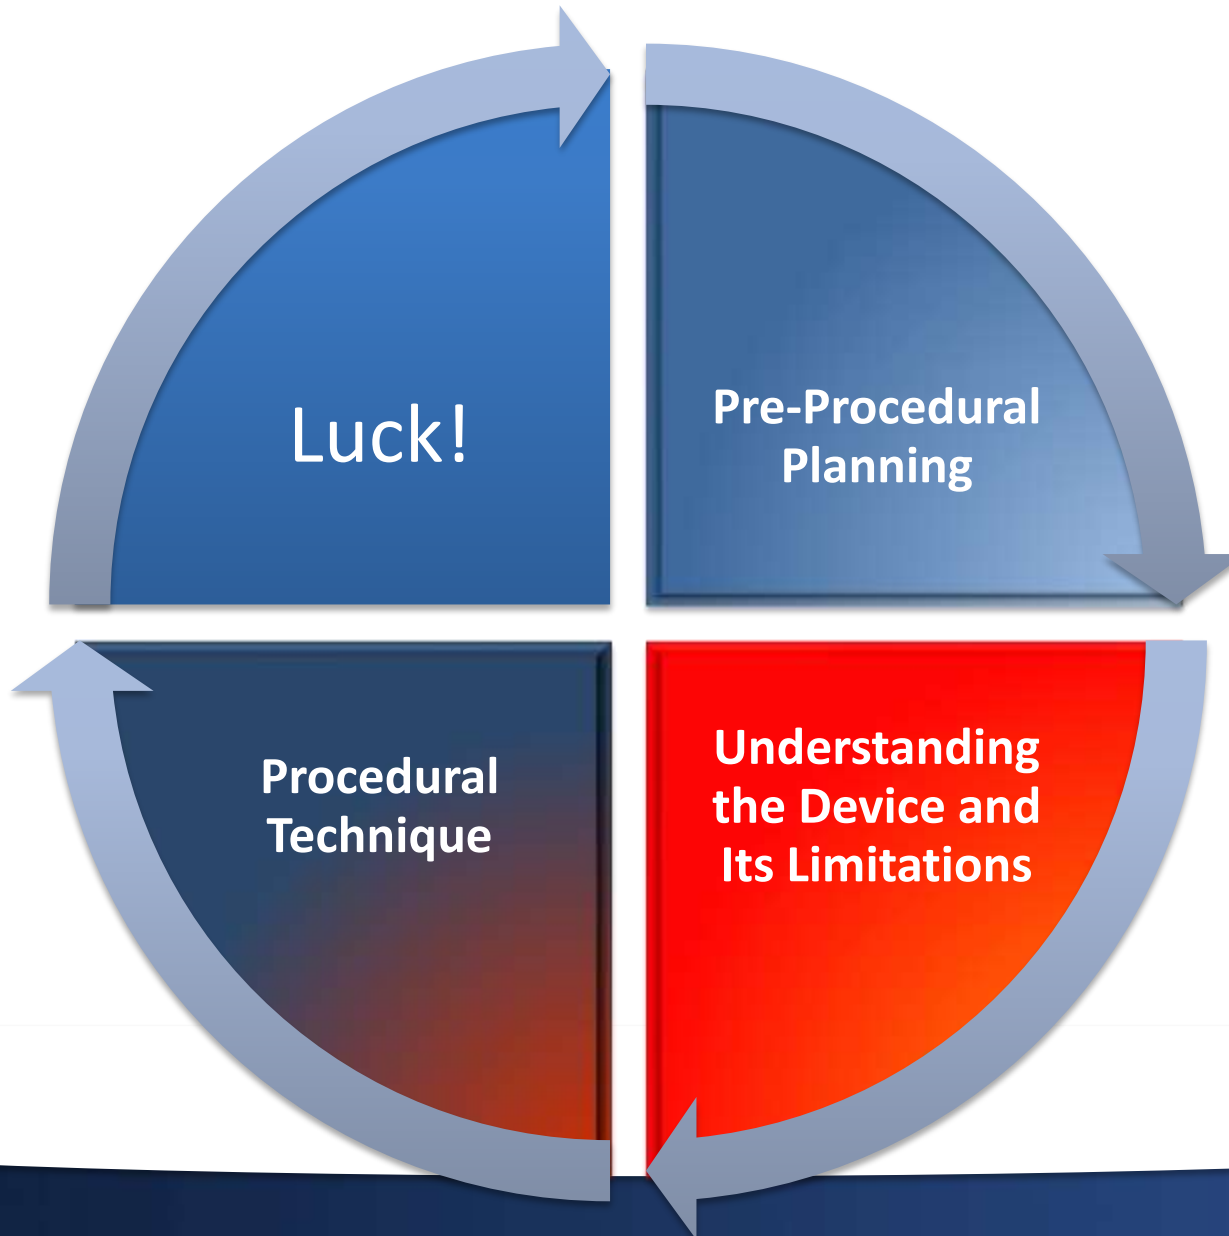 Luck!
Pre-Procedural
Planning
Procedural
Technique
Understanding
the Device and
Its Limitations